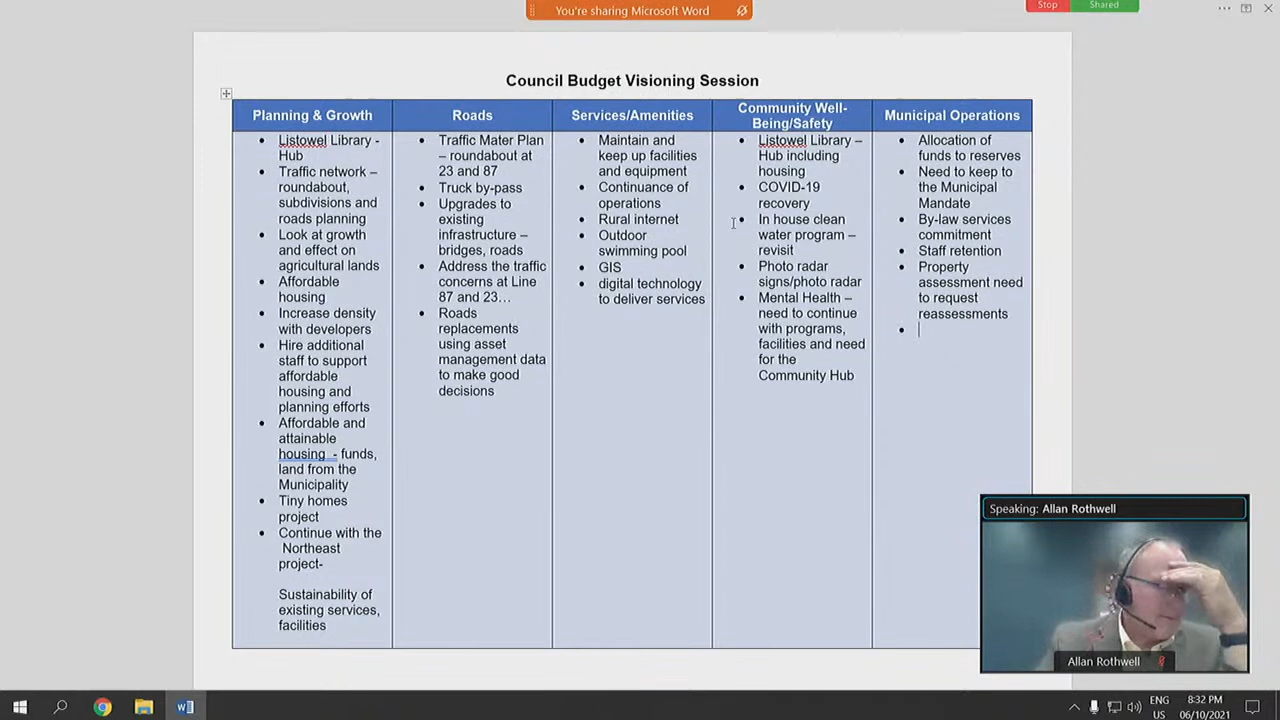 You're sharing Microsoft Word
Stop
Shared
Council Budget Visioning Session
Planning & Growth
Roads
Services/Amenities
Community Well-
Being/Safety
Municipal Operations
• Listowel Library -
Hub
• Traffic network –
roundabout,
subdivisions and
roads planning
• Look at growth
and effect on
agricultural lands
• Affordable
housing
• Increase density
with developers
• Hire additional
staff to support
affordable
housing and
planning efforts
• Affordable and
attainable
housing - funds,
land from the
Municipality
• Tiny homes
project
• Continue with the
Northeast
project-
Sustainability of
existing services,
facilities
• Traffic Mater Plan
– roundabout at
23 and 87
• Truck by-pass
• Upgrades to
existing
infrastructure –
bridges, roads
• Address the traffic
concerns at Line
87 and 23…
• Roads
replacements
using asset
management data
to make good
decisions
• Maintain and
keep up facilities
and equipment
• Continuance of
operations
• Rural internet
• Outdoor
swimming pool
• GIS
• digital technology
to deliver services
• Listowel Library –
Hub including
housing
• COVID-19
recovery
• In house clean
water program –
revisit
• Photo radar
signs/photo radar
• Mental Health –
need to continue
with programs,
facilities and need
for the
Community Hub
• Allocation of
funds to reserves
• Need to keep to
the Municipal
Mandate
• By-law services
commitment
• Staff retention
• Property
assessment need
to request
reassessments
•
Speaking: Allan Rothwell
Allan Rothwell
ENG
US
8:32 PM
06/10/2021